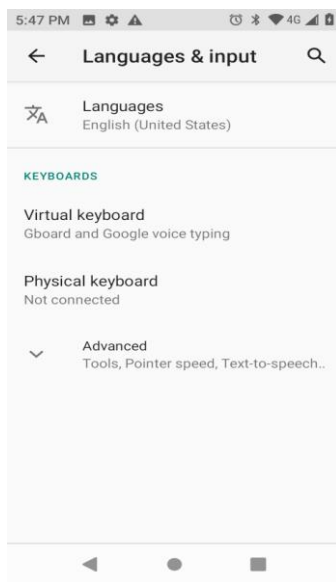 5:47 PM 4G
Languages & input
Languages
English (United States)
KEYBOARDS
Virtual keyboard
Gboard and Google voice typing
Physical keyboard
Not connected
Advanced
Tools, Pointer speed, Text-to-speech..